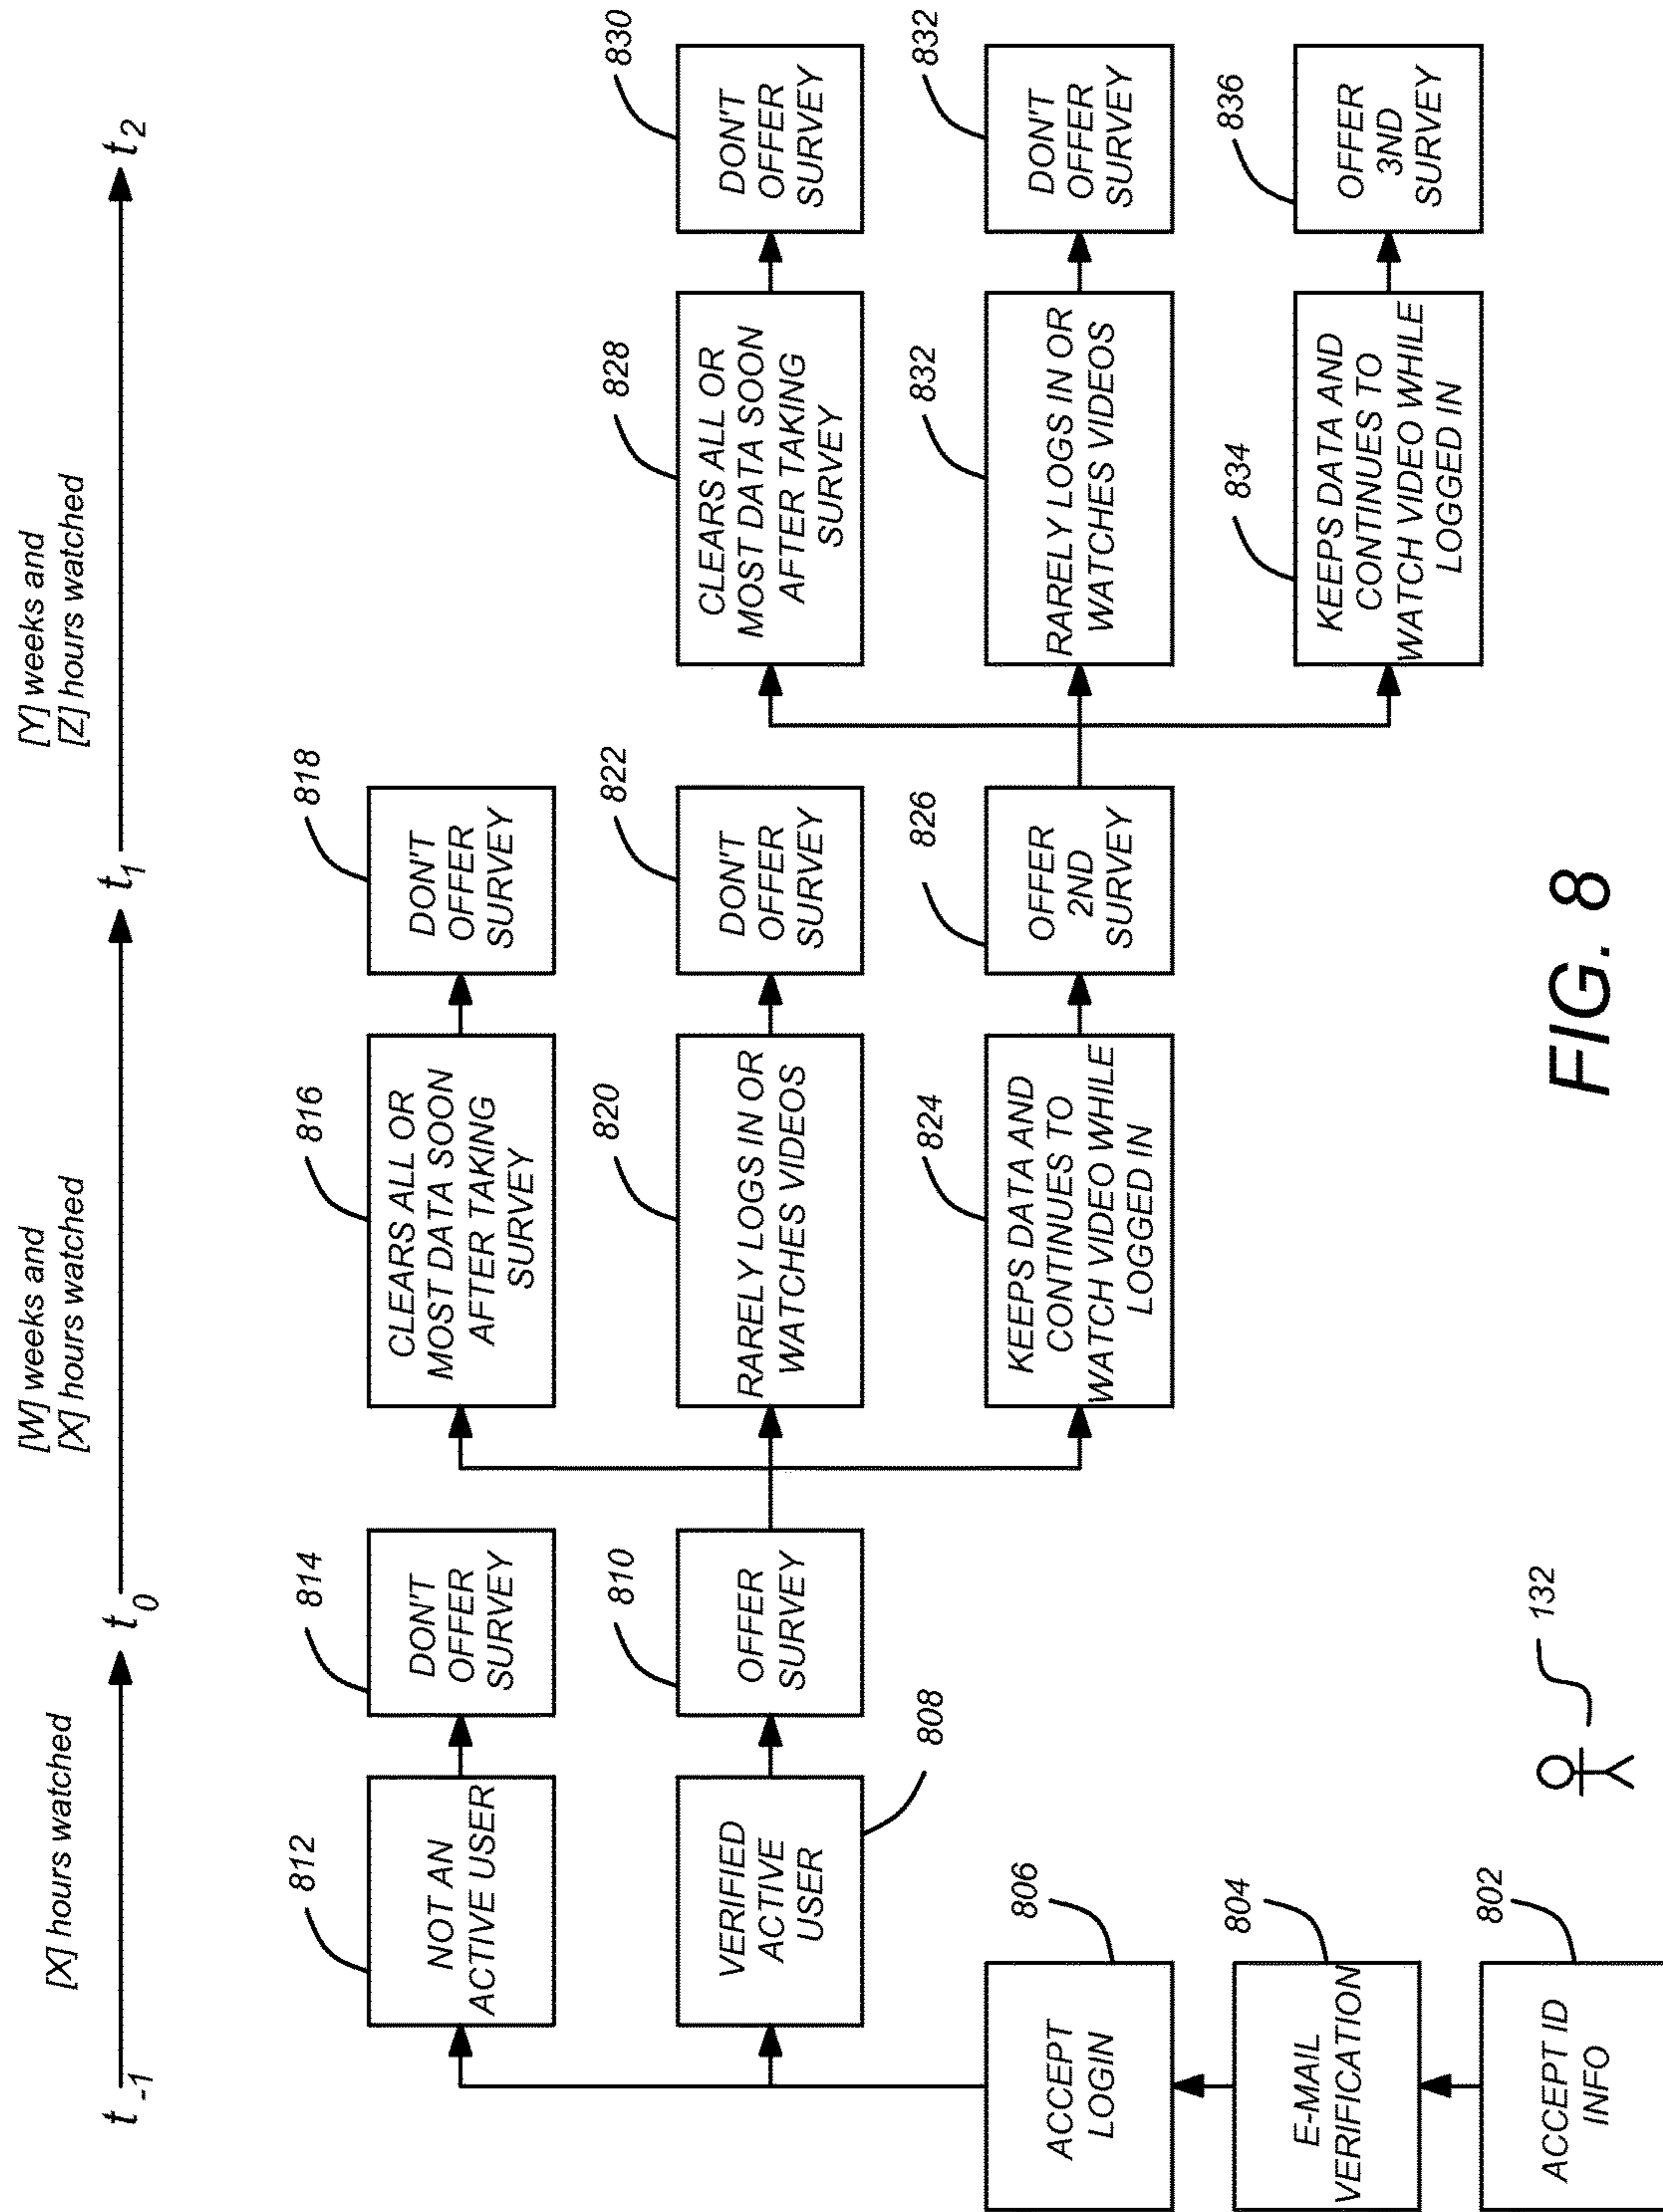 [X] hours watched
[W] weeks and
[X] hours watched
[Y] weeks and
[Z] hours watched
t-1
t0
t1
t2
812
NOT AN
ACTIVE USER
814
DON'T
OFFER
SURVEY
816
CLEARS ALL OR
MOST DATA SOON
AFTER TAKING
SURVEY
818
DON'T
OFFER
SURVEY
808
VERIFIED
ACTIVE
USER
810
OFFER
SURVEY
820
RARELY LOGS IN OR
WATCHES VIDEOS
822
DON'T
OFFER
SURVEY
828
CLEARS ALL OR
MOST DATA SOON
AFTER TAKING
SURVEY
830
DON'T
OFFER
SURVEY
806
ACCEPT
LOGIN
824
KEEPS DATA AND
CONTINUES TO
WATCH VIDEO WHILE
LOGGED IN
826
OFFER
2ND
SURVEY
832
RARELY LOGS IN OR
WATCHES VIDEOS
832
DON'T
OFFER
SURVEY
804
E-MAIL
VERIFICATION
834
KEEPS DATA AND
CONTINUES TO
WATCH VIDEO WHILE
LOGGED IN
836
OFFER
3ND
SURVEY
802
ACCEPT ID
INFO
132
FIG. 8